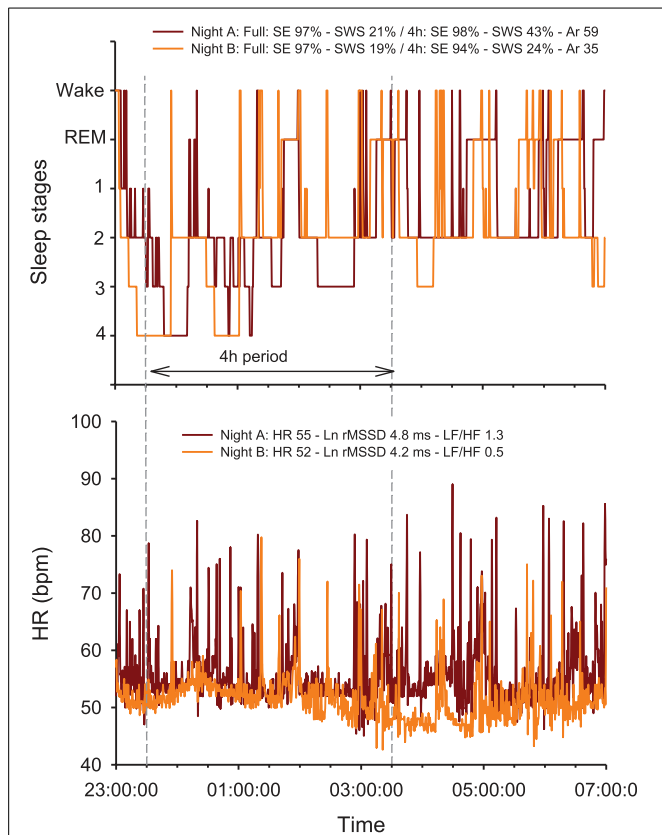 Night A: Full: SE 97% - SWS 21% / 4h: SE 98% - SWS 43% - Ar 59
Night B: Full: SE 97% - SWS 19% / 4h: SE 94% - SWS 24% - Ar 35
Wake
REM
1
2
3
4
Sleep stages
4h period
100
90
80
70
60
50
40
HR (bpm)
Night A: HR 55 - Ln rMSSD 4.8 ms - LF/HF 1.3
Night B: HR 52 - Ln rMSSD 4.2 ms - LF/HF 0.5
23:00:00 01:00:00 03:00:00 05:00:00 07:00:0
Time